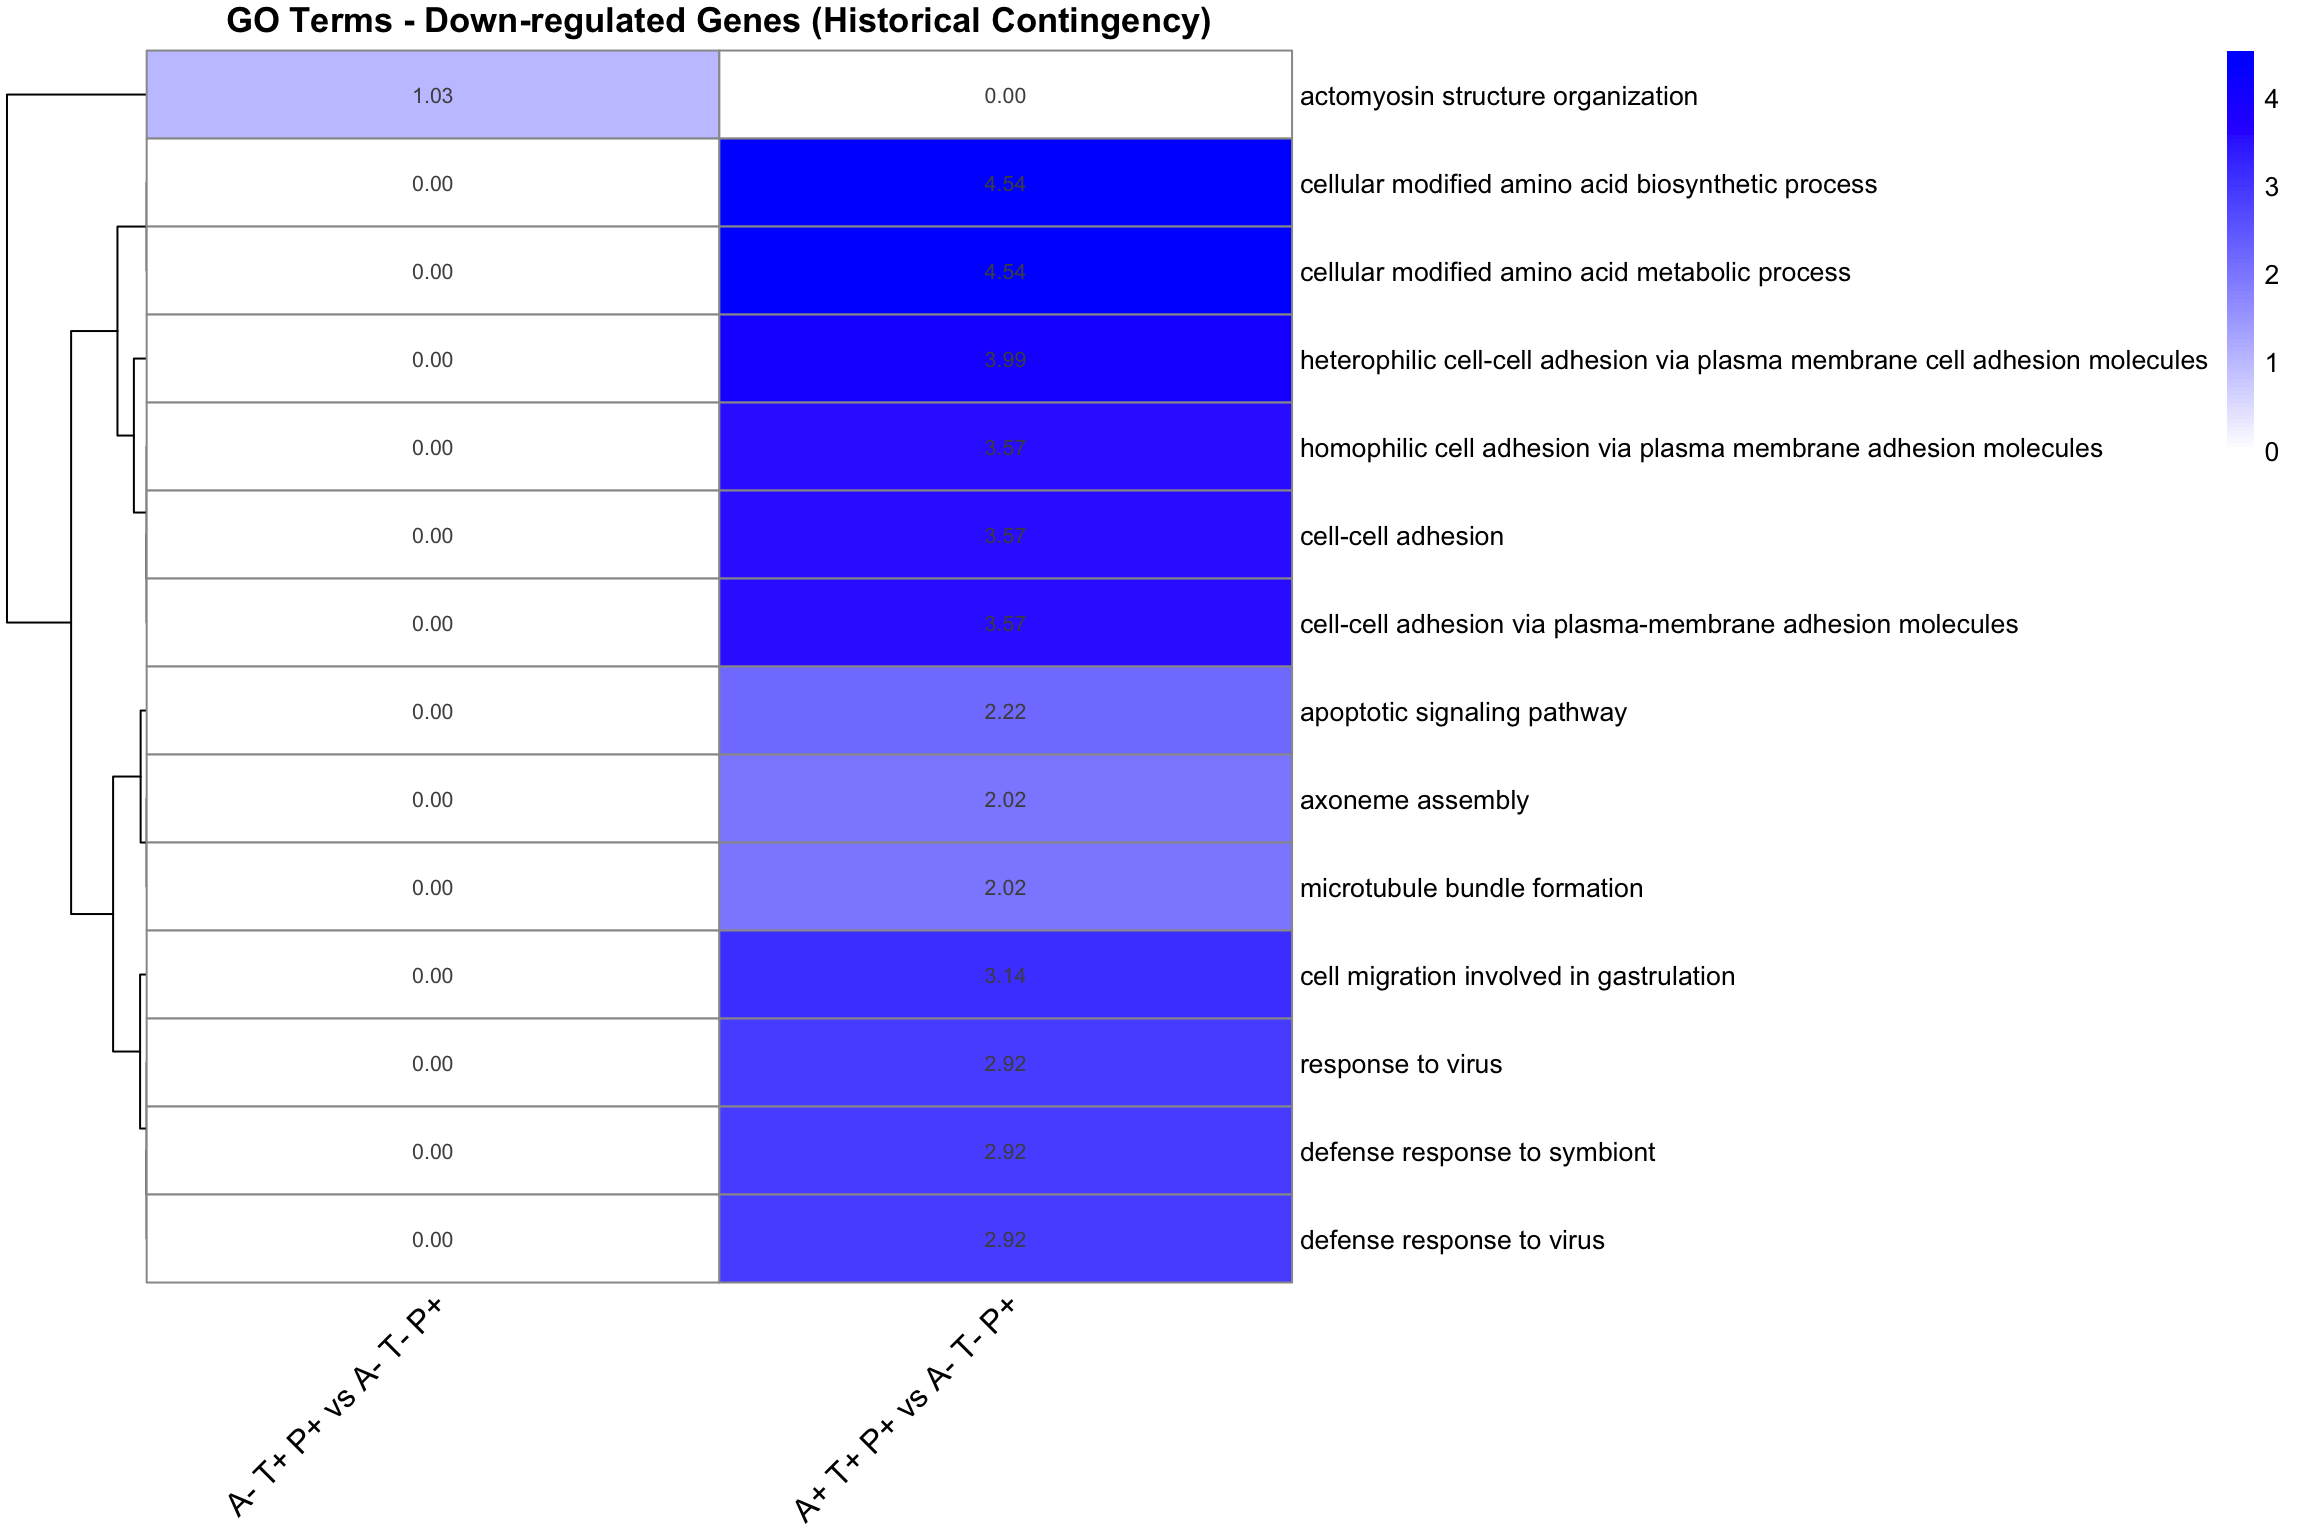 GO Terms - Down-regulated Genes (Historical Contingency)
1.03 0.00 actomyosin structure organization
0.00 4.54 cellular modified amino acid biosynthetic process
0.00 4.54 cellular modified amino acid metabolic process
0.00 3.99 heterophilic cell-cell adhesion via plasma membrane cell adhesion molecules
0.00 3.57 homophilic cell adhesion via plasma membrane adhesion molecules
0.00 3.57 cell-cell adhesion
0.00 3.57 cell-cell adhesion via plasma-membrane adhesion molecules
0.00 2.22 apoptotic signaling pathway
0.00 2.02 axoneme assembly
0.00 2.02 microtubule bundle formation
0.00 3.14 cell migration involved in gastrulation
0.00 2.92 response to virus
0.00 2.92 defense response to symbiont
0.00 2.92 defense response to virus
4
3
2
1
0
A- T+ P+ vs A- T- P+
A+ T+ P+ vs A- T- P+